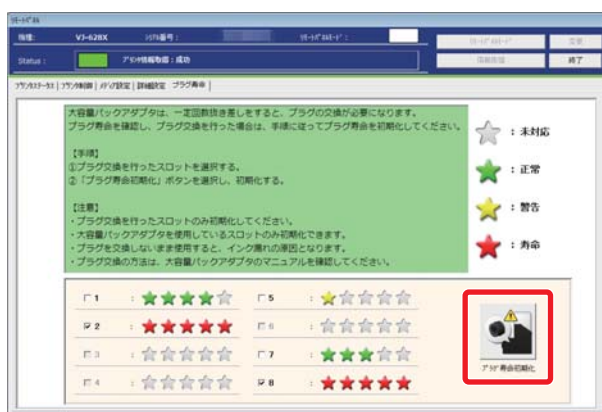 ﾘﾓｰﾄﾊﾟﾈﾙ
機種: VJ-628X ｼﾘｱﾙ番号: ﾘﾓｰﾄﾊﾟﾈﾙﾓｰﾄﾞ:
ﾘﾓｰﾄﾊﾟﾈﾙﾓｰﾄﾞ 変更
Status: ﾌﾟﾘﾝﾀ情報取得:成功
終了
ﾌﾟﾘﾝﾀｽﾃｰﾀｽ ﾌﾟﾘﾝﾀ制御 ﾒﾃﾞｨｱ設定 詳細設定 プラグ寿命
大容量パックアダプタは、一定回数抜き差しをすると、プラグの交換が必要になります。
プラグ寿命を確認し、プラグ交換を行った場合は、手順に従ってプラグ寿命を初期化してください。
【手順】
①プラグ交換を行ったスロットを選択する。
②「プラグ寿命初期化」ボタンを選択し、初期化する。
【注意】
・プラグ交換を行ったスロットのみ初期化してください。
・大容量パックアダプタを使用しているスロットのみ初期化できます。
・プラグを交換しないまま使用すると、インク漏れの原因となります。
・プラグ交換の方法は、大容量パックアダプタのマニュアルを確認してください。
:未対応
:正常
:警告
:寿命
1 :
2 :
3 :
4 :
5 :
6 :
7 :
8 :
ﾌﾟﾗｸﾞ寿命初期化